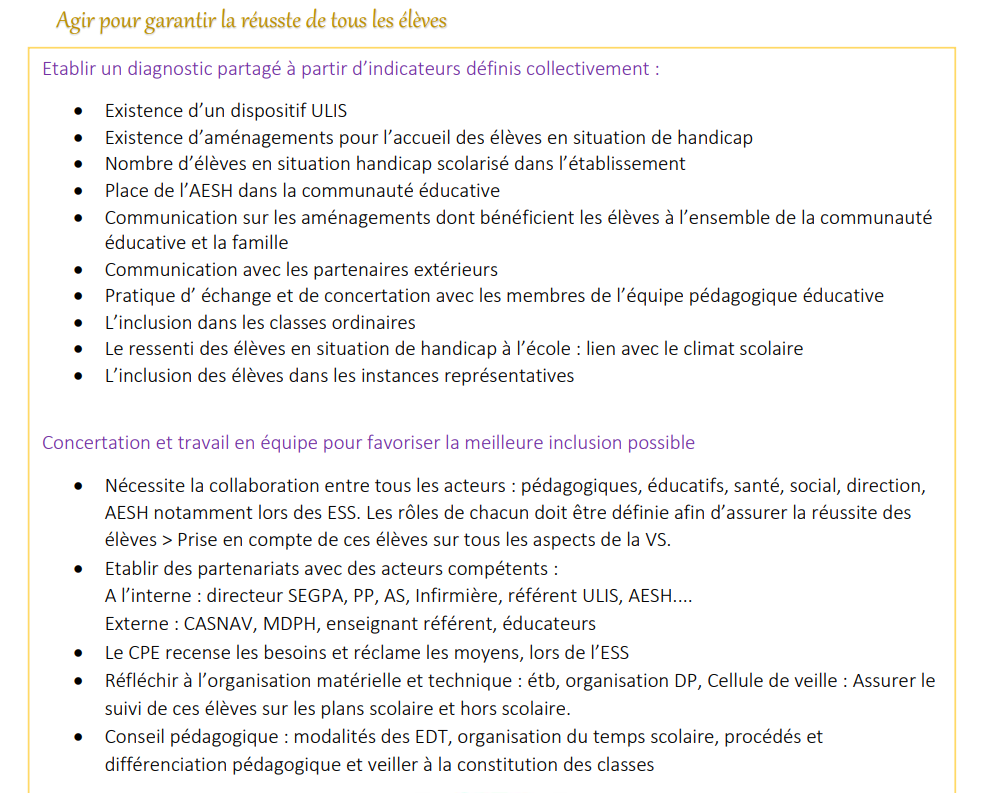 Agir pour garantir la réusste de tous les élèves
Etablir un diagnostic partagé à partir d’indicateurs définis collectivement :
• Existence d’un dispositif ULIS
• Existence d’aménagements pour l’accueil des élèves en situation de handicap
• Nombre d’élèves en situation handicap scolarisé dans l’établissement
• Place de l’AESH dans la communauté éducative
• Communication sur les aménagements dont bénéficient les élèves à l’ensemble de la communauté
éducative et la famille
• Communication avec les partenaires extérieurs
• Pratique d’ échange et de concertation avec les membres de l’équipe pédagogique éducative
• L’inclusion dans les classes ordinaires
• Le ressenti des élèves en situation de handicap à l’école : lien avec le climat scolaire
• L’inclusion des élèves dans les instances représentatives
Concertation et travail en équipe pour favoriser la meilleure inclusion possible
• Nécessite la collaboration entre tous les acteurs : pédagogiques, éducatifs, santé, social, direction,
AESH notamment lors des ESS. Les rôles de chacun doit être définie afin d’assurer la réussite des
élèves > Prise en compte de ces élèves sur tous les aspects de la VS.
• Etablir des partenariats avec des acteurs compétents :
A l’interne : directeur SEGPA, PP, AS, Infirmière, référent ULIS, AESH....
Externe : CASNAV, MDPH, enseignant référent, éducateurs
• Le CPE recense les besoins et réclame les moyens, lors de l’ESS
• Réfléchir à l’organisation matérielle et technique : étb, organisation DP, Cellule de veille : Assurer le
suivi de ces élèves sur les plans scolaire et hors scolaire.
• Conseil pédagogique : modalités des EDT, organisation du temps scolaire, procédés et
différenciation pédagogique et veiller à la constitution des classes